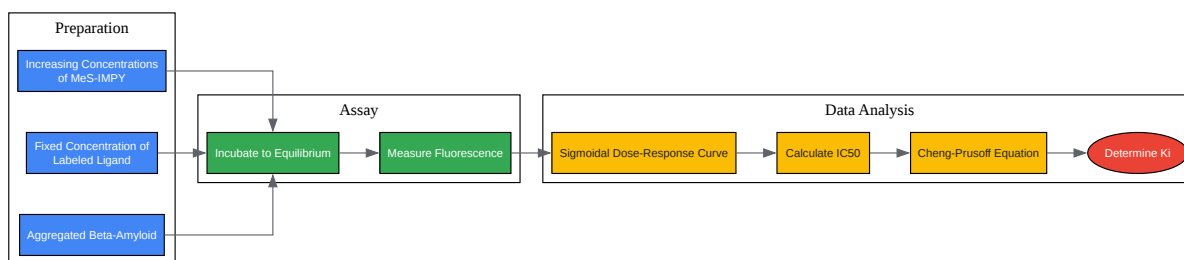 Preparation
Increasing Concentrations
of MeS-IMPY
Fixed Concentration of
Labeled Ligand
Aggregated Beta-Amyloid
Assay
Incubate to Equilibrium
Measure Fluorescence
Data Analysis
Sigmoidal Dose-Response Curve
Calculate IC50
Cheng-Prusoff Equation
Determine Ki